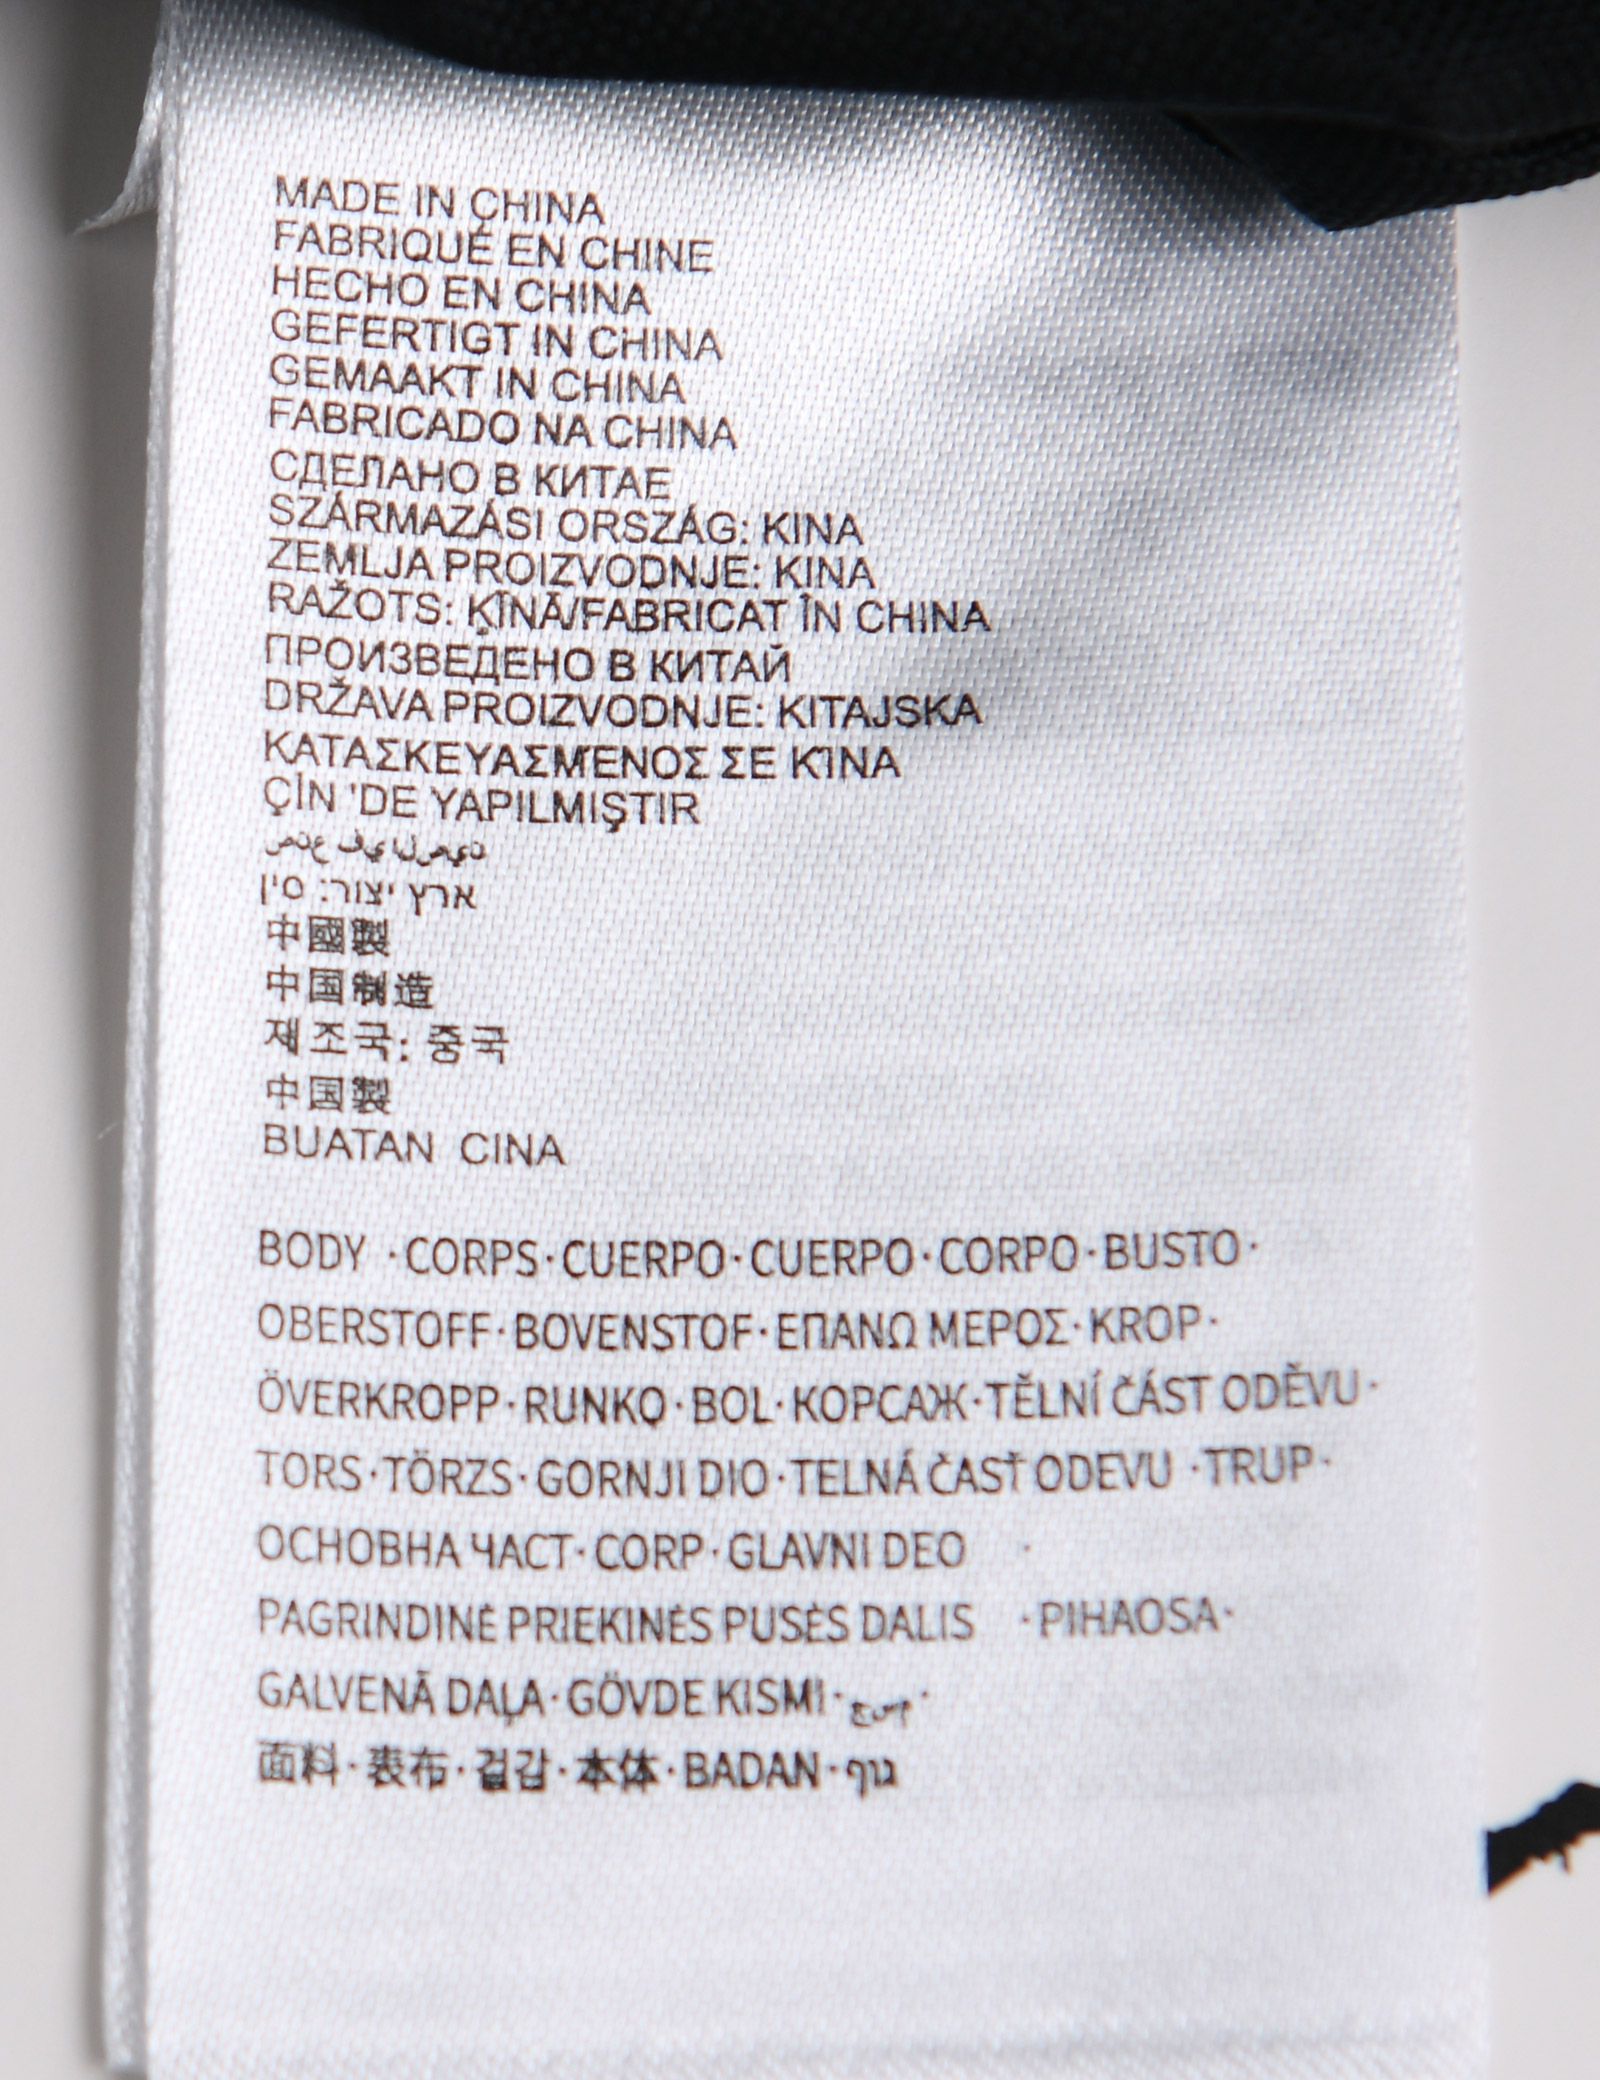 MADE IN CHINA
FABRIQUÉ EN CHINE
HECHO EN CHINA
GEFERTIGT IN CHINA
GEMAAKT IN CHINA
FABRICADO NA CHINA
СДЕЛАНО В КИТАЕ
SZÁRMAZÁSI ORSZÁG: KINA
ZEMLJA PROIZVODNJE: KINA
RAŽOTS: ĶĪNĀ/FABRICAT ÎN CHINA
ПРОИЗВЕДЕНО В КИТАЙ
DRŽAVA PROIZVODNJE: KITAJSKA
ΚΑΤΑΣΚΕΥΑΣΜΈΝΟΣ ΣΕ ΚΊΝΑ
ÇİN 'DE YAPILMIŞTIR
ארץ יצור: סין
中國製
中国制造
제조국: 중국
中国製
BUATAN CINA
BODY · CORPS · CUERPO · CUERPO · CORPO · BUSTO ·
OBERSTOFF · BOVENSTOF · ΕΠΑΝΩ ΜΕΡΟΣ · KROP ·
ÖVERKROPP · RUNKO · BOL · КОРСАЖ · TĚLNÍ ČÁST ODĚVU ·
TORS · TÖRZS · GORNJI DIO · TELNÁ ČASŤ ODEVU · TRUP ·
ОСНОВНА ЧАСТ · CORP · GLAVNI DEO ·
PAGRINDINĖ PRIEKINĖS PUSĖS DALIS · PIHAOSA ·
GALVENĀ DAĻA · GÖVDE KISMI · ·
面料 · 表布 · 겉감 · 本体 · BADAN · גוף